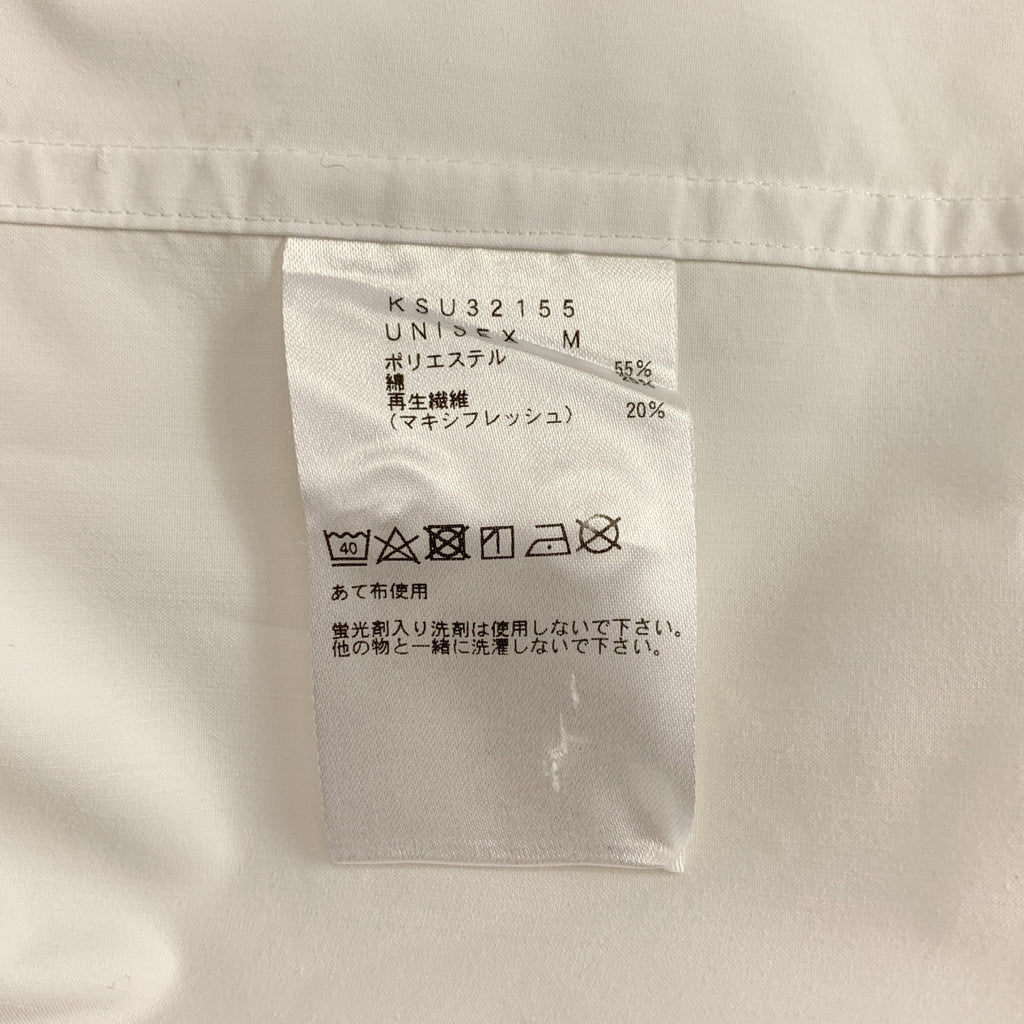 KSU32155
UNISEX M
ポリエステル 55%
綿
再生繊維 20%
(マキシフレッシュ)
40
あて布使用
蛍光剤入り洗剤は使用しないで下さい。
他の物と一緒に洗濯しないで下さい。